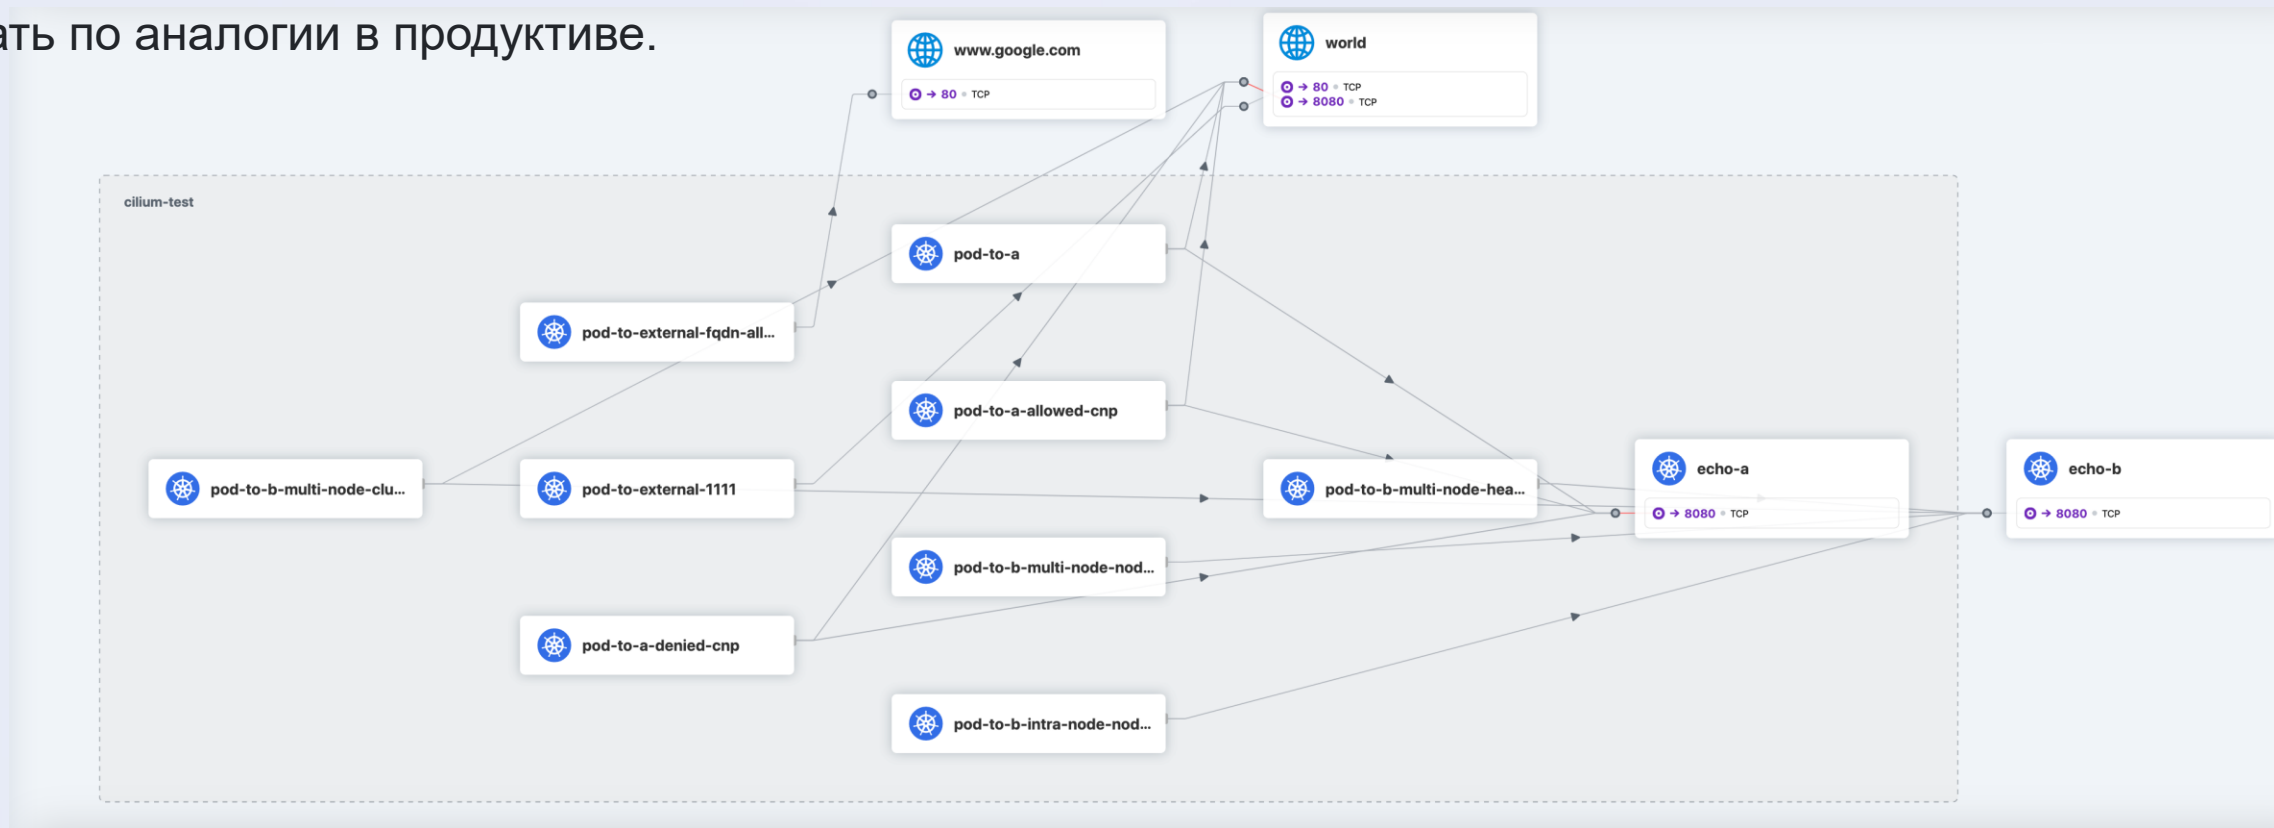 ать по аналогии в продуктиве.
www.google.com
→ 80 • TCP
world
→ 80 • TCP
→ 8080 • TCP
cilium-test
pod-to-a
pod-to-external-fqdn-all...
pod-to-a-allowed-cnp
pod-to-b-multi-node-clu...
pod-to-external-1111
pod-to-b-multi-node-hea...
echo-a
→ 8080 • TCP
echo-b
→ 8080 • TCP
pod-to-b-multi-node-nod...
pod-to-a-denied-cnp
pod-to-b-intra-node-nod...